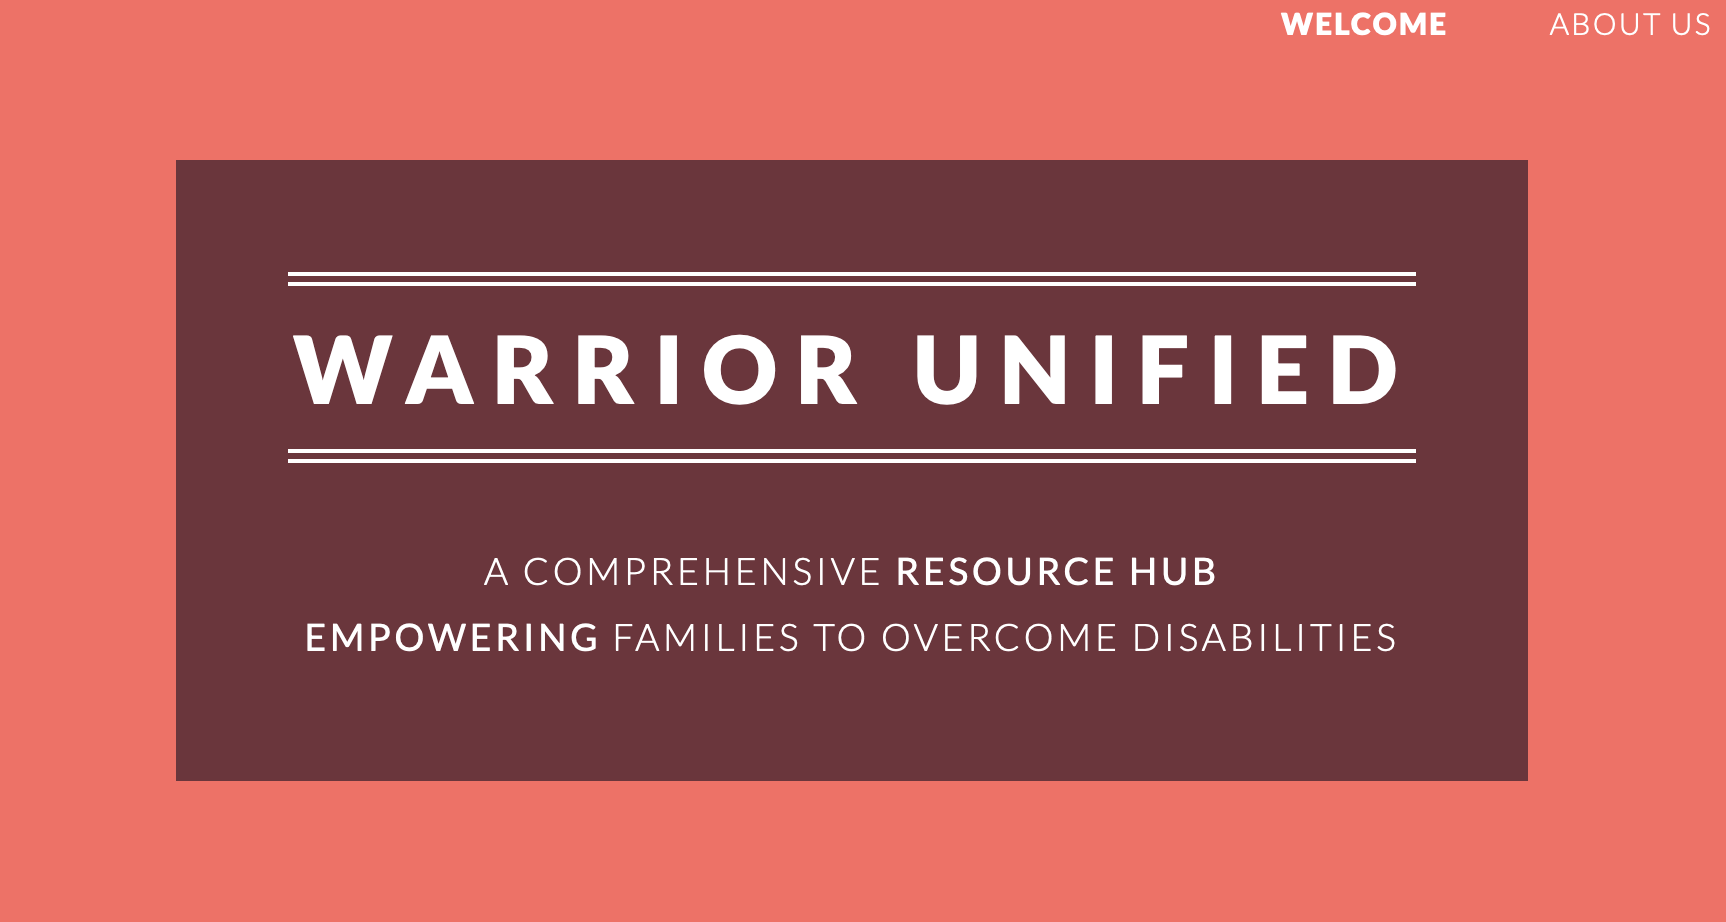 WELCOME ABOUT US
WARRIOR UNIFIED
A COMPREHENSIVE RESOURCE HUB
EMPOWERING FAMILIES TO OVERCOME DISABILITIES